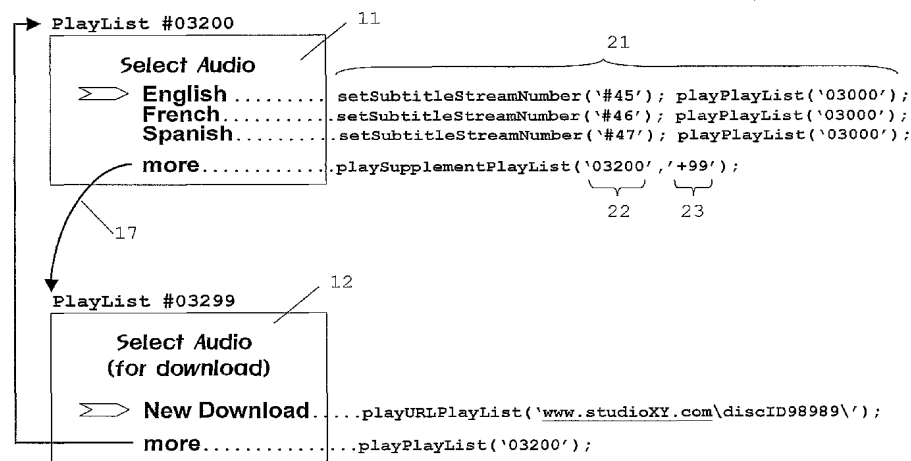 PlayList #03200
11
21
Select Audio
English.......... setSubtitleStreamNumber(‘#45’); playPlayList(‘03000’);
French...........setSubtitleStreamNumber(‘#46’); playPlayList(‘03000’);
Spanish..........setSubtitleStreamNumber(‘#47’); playPlayList(‘03000’);
more.............playSupplementPlayList(‘03200’,’+99’);
22 23
17
PlayList #03299
12
Select Audio
(for download)
New Download.....playURLPlayList(‘www.studioXY.com\discID98989\’);
more..............playPlayList(‘03200’);